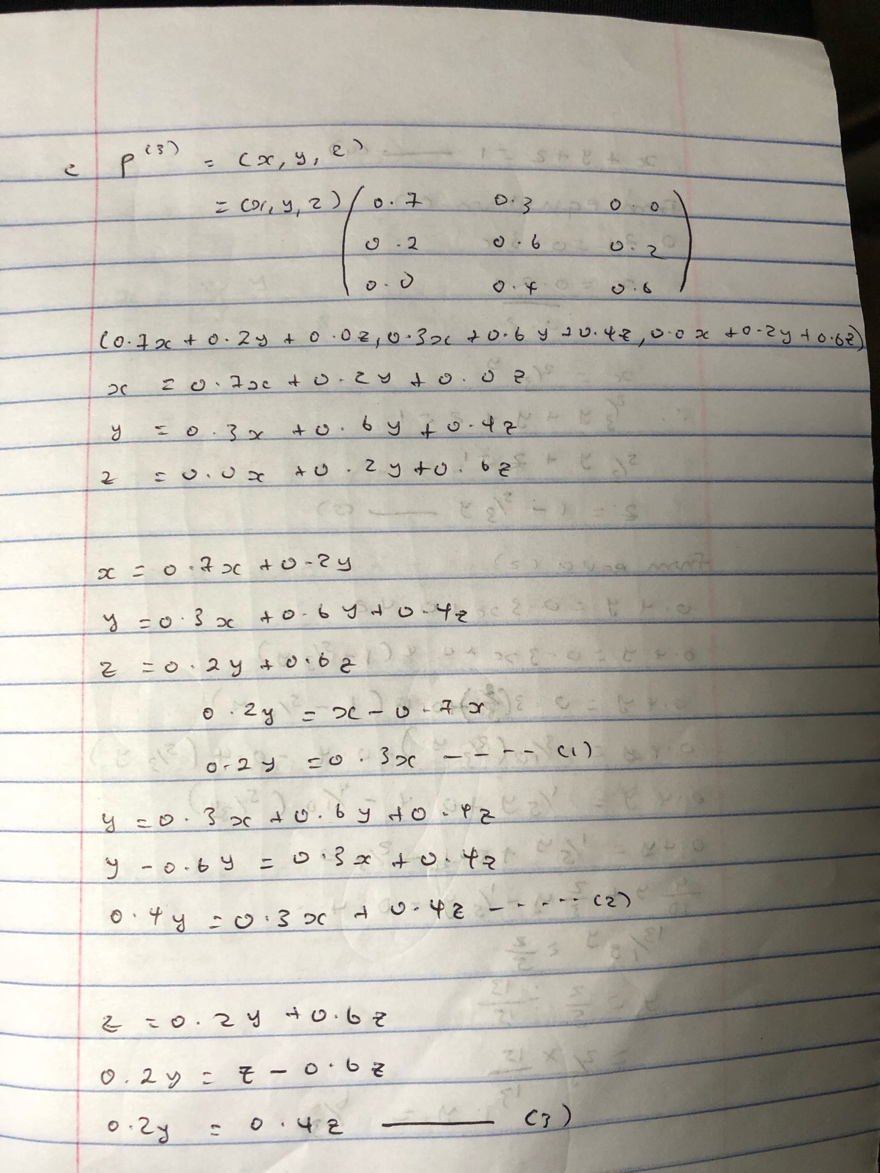 c P^(3) = (x, y, z)
= (x, y, z) ( 0.7 0.3 0.0
0.2 0.6 0.2
0.0 0.4 0.6 )
(0.7x + 0.2y + 0.0z, 0.3x + 0.6y + 0.4z, 0.0x + 0.2y + 0.6z)
x = 0.7x + 0.2y + 0.0z
y = 0.3x + 0.6y + 0.4z
z = 0.0x + 0.2y + 0.6z
x = 0.7x + 0.2y
y = 0.3x + 0.6y + 0.4z
z = 0.2y + 0.6z
0.2y = x - 0.7x
0.2y = 0.3x ---- (1)
y = 0.3x + 0.6y + 0.4z
y - 0.6y = 0.3x + 0.4z
0.4y = 0.3x + 0.4z ------ (2)
z = 0.2y + 0.6z
0.2y = z - 0.6z
0.2y = 0.4z ——— (3)